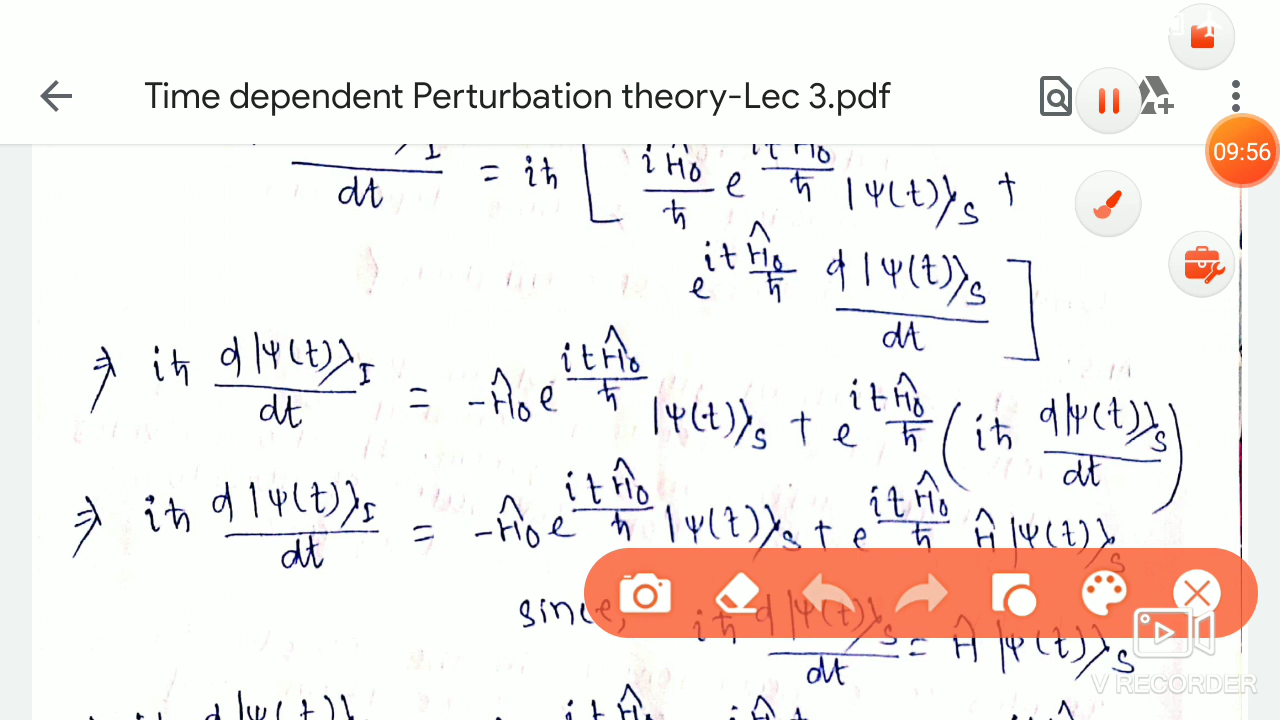 Time dependent Perturbation theory-Lec 3.pdf
09:56
dt = iħ [ iĤ₀/ħ e^{itĤ₀/ħ} |Ψ(t)⟩_S +
e^{itĤ₀/ħ} d|Ψ(t)⟩_S/dt ]
⇒ iħ d|Ψ(t)⟩_I/dt = -Ĥ₀ e^{itĤ₀/ħ} |Ψ(t)⟩_S + e^{itĤ₀/ħ} ( iħ d|Ψ(t)⟩_S/dt )
⇒ iħ d|Ψ(t)⟩_I/dt = -Ĥ₀ e^{itĤ₀/ħ} |Ψ(t)⟩_S + e^{itĤ₀/ħ} Ĥ |Ψ(t)⟩_S
since, iħ d|Ψ(t)⟩_S/dt = Ĥ |Ψ(t)⟩_S
V RECORDER